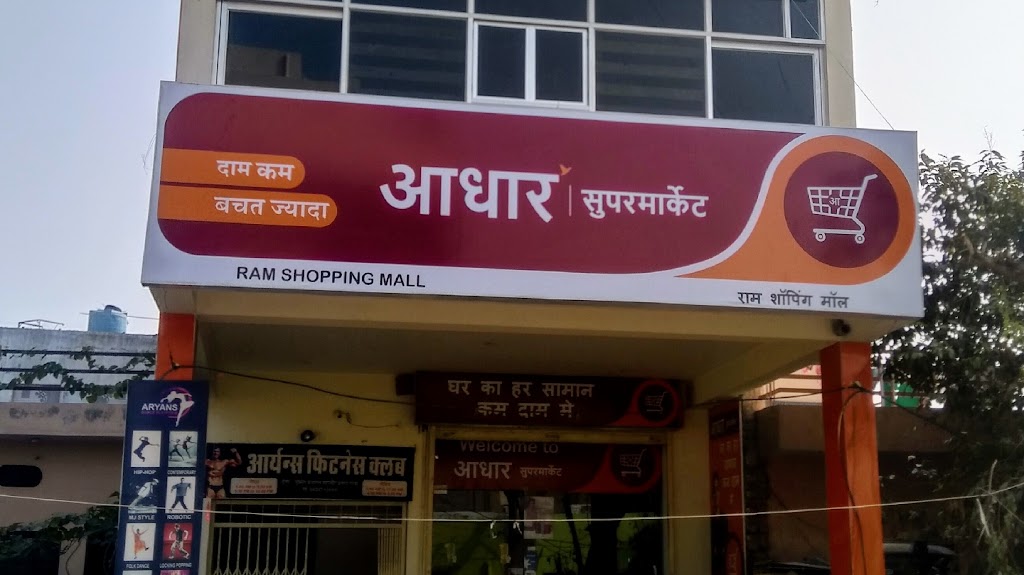 दाम कम
बचत ज्यादा
आधार सुपरमार्केट
आ
RAM SHOPPING MALL
राम शॉपिंग मॉल
घर का हर सामान
कम दाम मे
Welcome to
आधार सुपरमार्केट
आर्यन्स फिटनेस क्लब
ARYANS
HIP-HOP
CONTEMPORARY
MJ STYLE
ROBOTIC
FOLK DANCE
LOCKING POPPING